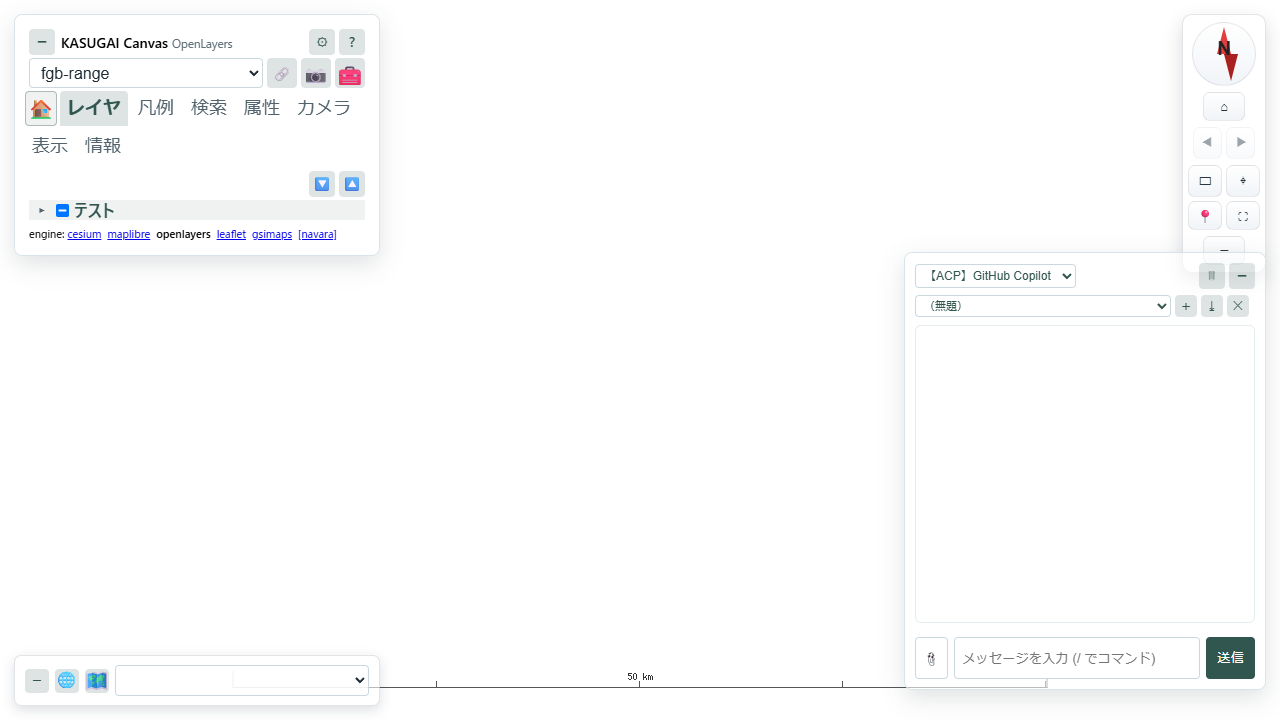 KASUGAI Canvas OpenLayers
?
fgb-range
レイヤ 凡例 検索 属性 カメラ
表示 情報
テスト
engine: cesium maplibre openlayers leaflet gsimaps [navara]
N
【ACP】GitHub Copilot
（無題）
+
メッセージを入力 (/ でコマンド)
送信
50 km